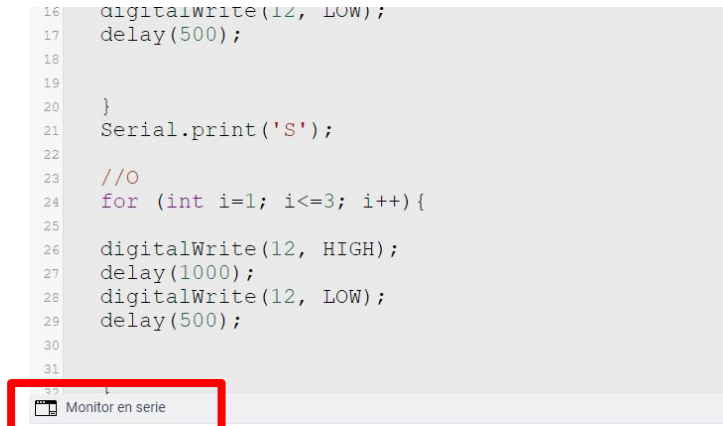 16 digitalWrite(12, LOW);
17 delay(500);
18
19
20 }
21 Serial.print('S');
22
23 //O
24 for (int i=1; i<=3; i++){
25
26 digitalWrite(12, HIGH);
27 delay(1000);
28 digitalWrite(12, LOW);
29 delay(500);
30
31
32 }
Monitor en serie